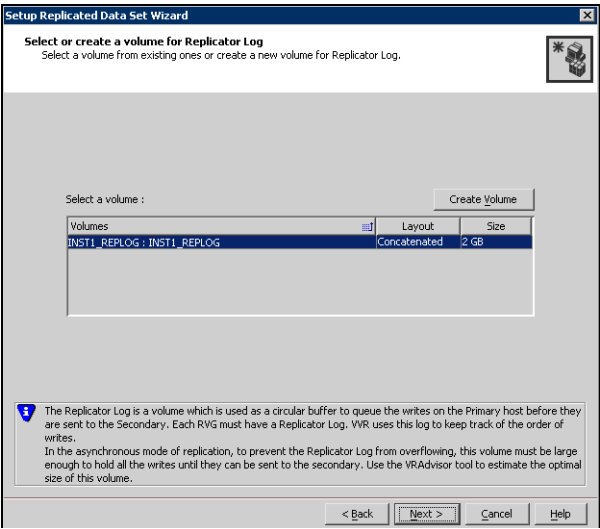 Setup Replicated Data Set Wizard
Select or create a volume for Replicator Log
Select a volume from existing ones or create a new volume for Replicator Log.
Select a volume :
Create Volume
Volumes Layout Size
INST1_REPLOG : INST1_REPLOG Concatenated 2 GB
The Replicator Log is a volume which is used as a circular buffer to queue the writes on the Primary host before they
are sent to the Secondary. Each RVG must have a Replicator Log. VVR uses this log to keep track of the order of
writes.
In the asynchronous mode of replication, to prevent the Replicator Log from overflowing, this volume must be large
enough to hold all the writes until they can be sent to the secondary. Use the VRAdvisor tool to estimate the optimal
size of this volume.
< Back Next > Cancel Help